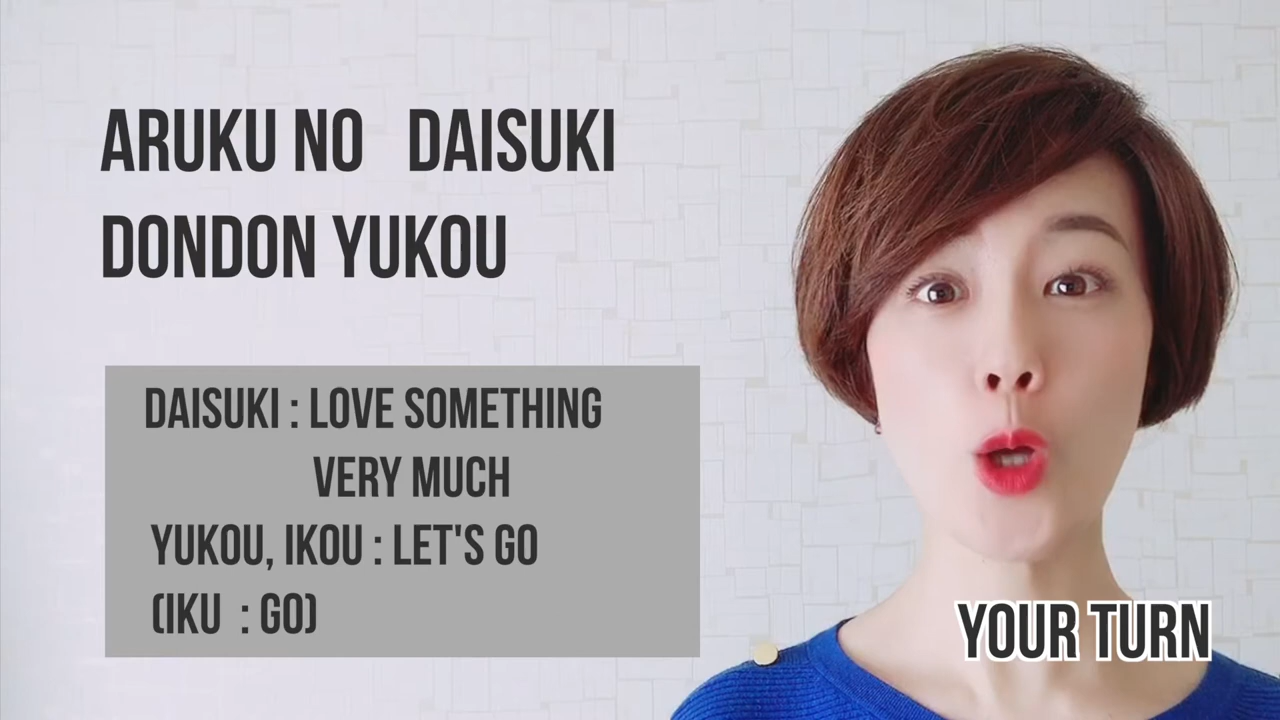 ARUKU NO DAISUKI
DONDON YUKOU
DAISUKI : LOVE SOMETHING
VERY MUCH
YUKOU, IKOU : LET'S GO
(IKU : GO)
YOUR TURN